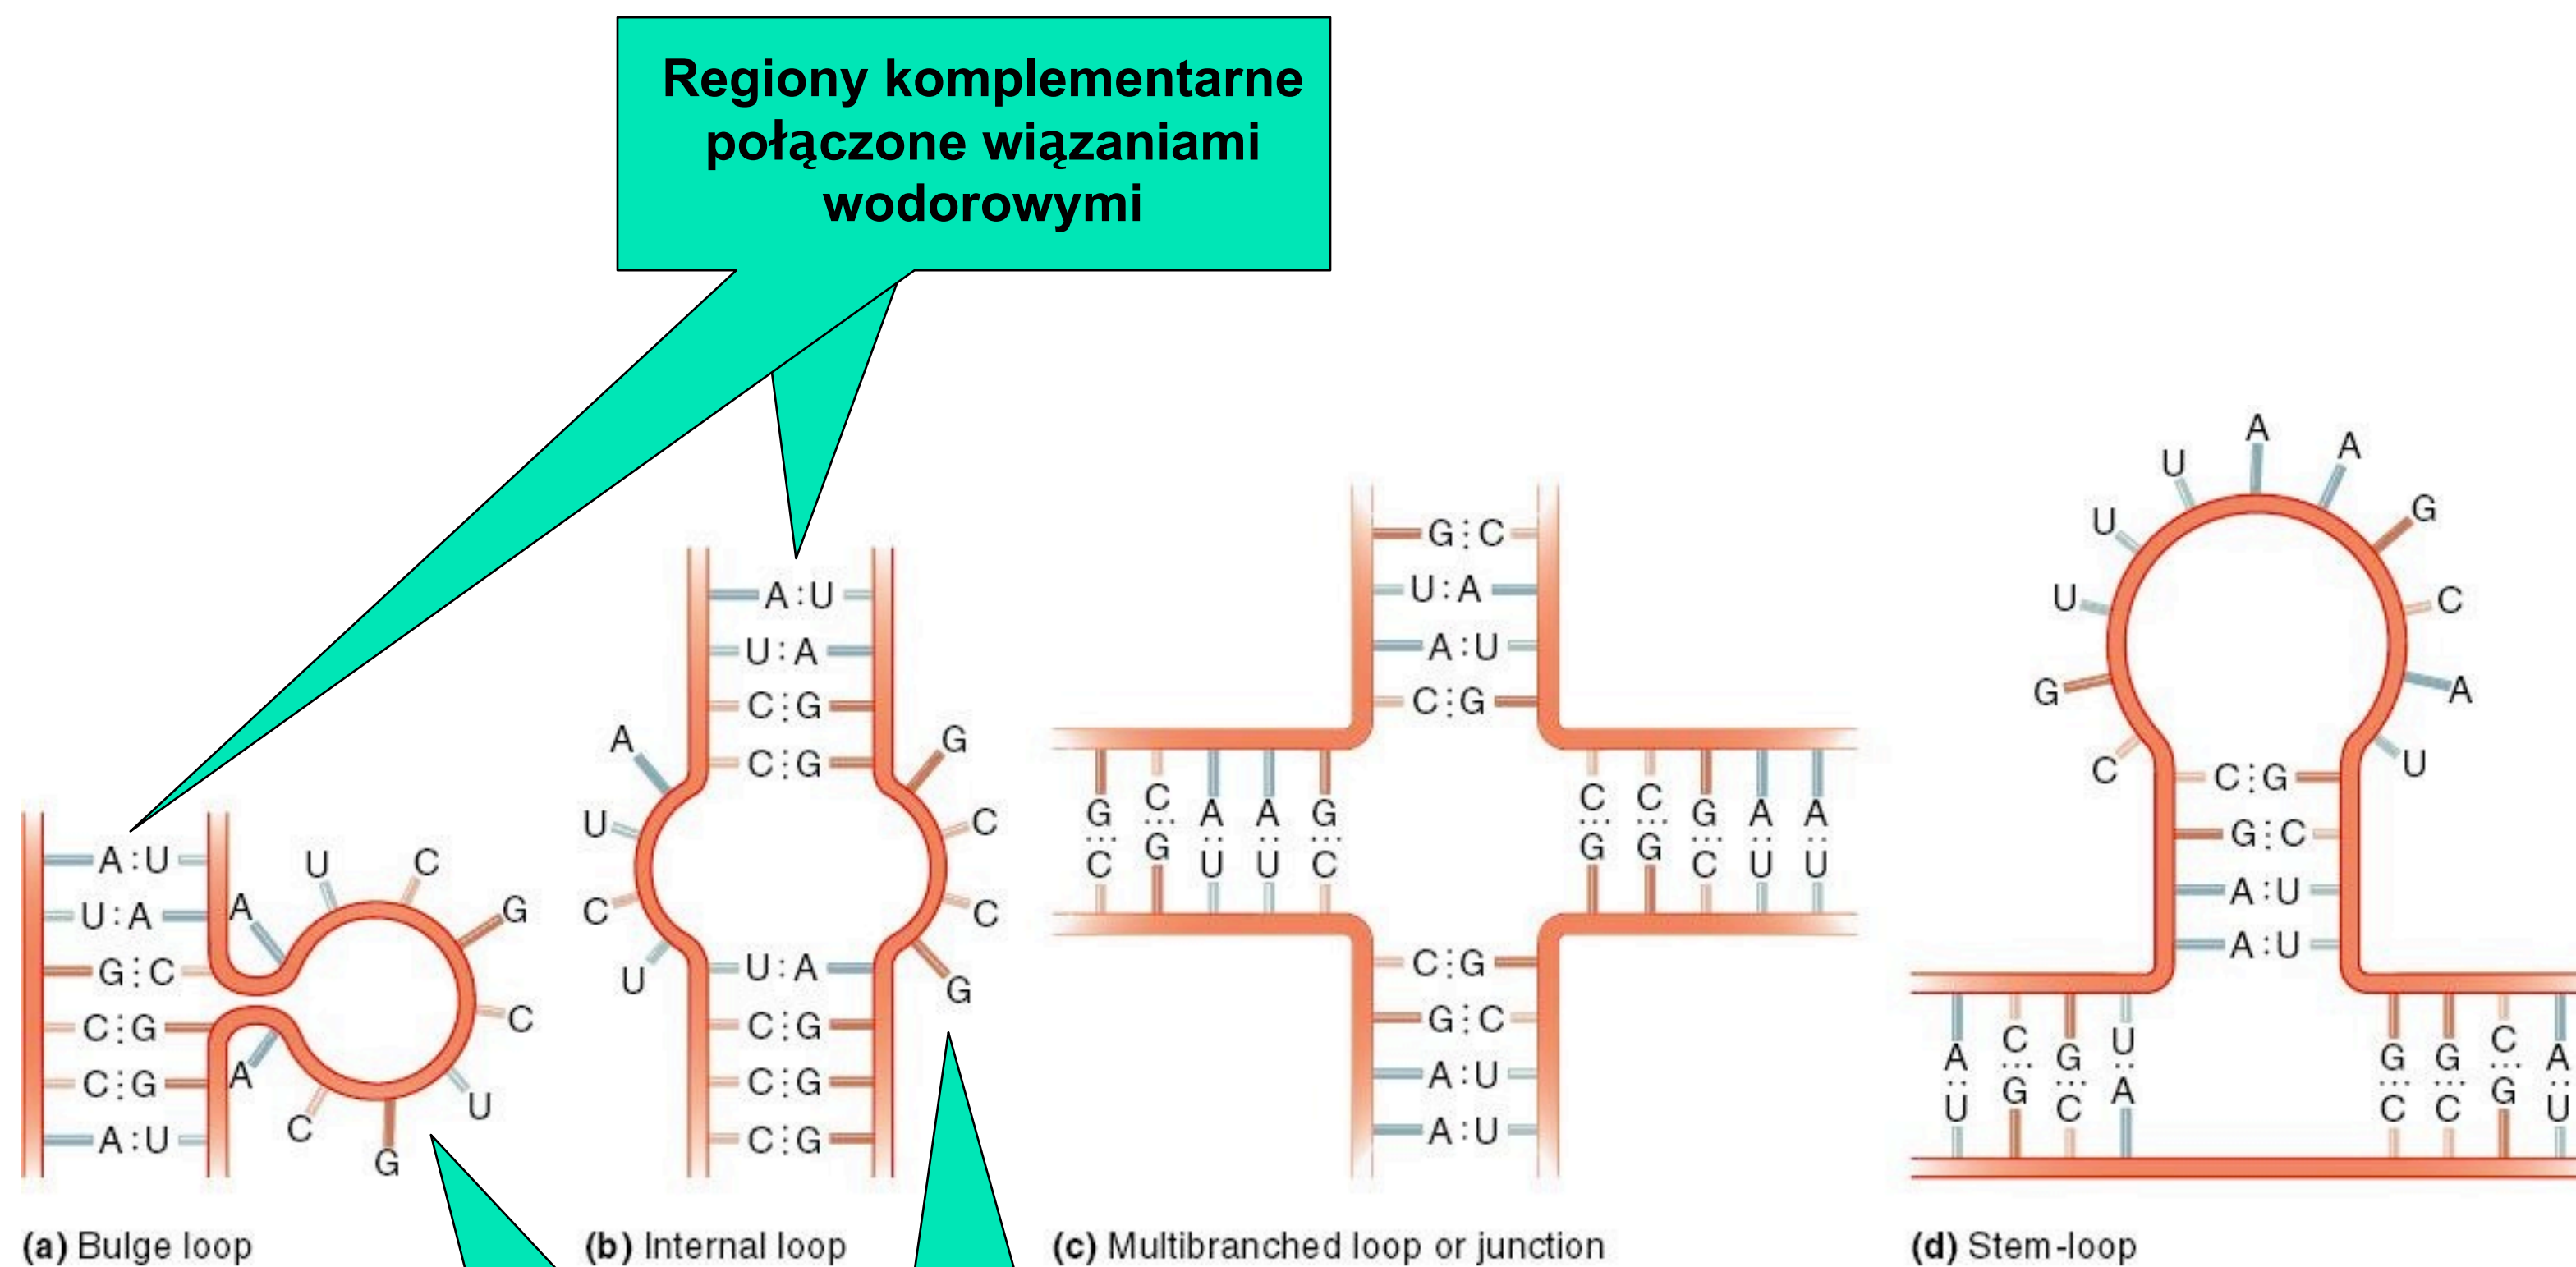 Regiony komplementarne
połączone wiązaniami
wodorowymi
A:U
U:A
G⋮C
C⋮G
C⋮G
A:U
A
U
C
G
C
U
G
C
A
(a) Bulge loop
A:U
U:A
C⋮G
C⋮G
A
U
C
U
G
C
C
G
U:A
C⋮G
C⋮G
C⋮G
(b) Internal loop
G⋮C
U:A
A:U
C⋮G
G C A A G
C G U U C
C C G A A
G G C U U
C⋮G
G⋮C
A:U
A:U
(c) Multibranched loop or junction
C
G
U
U
U
A
A
G
C
A
U
C⋮G
G⋮C
A:U
A:U
A C G U
U G C A
G G C A
C C G U
(d) Stem-loop